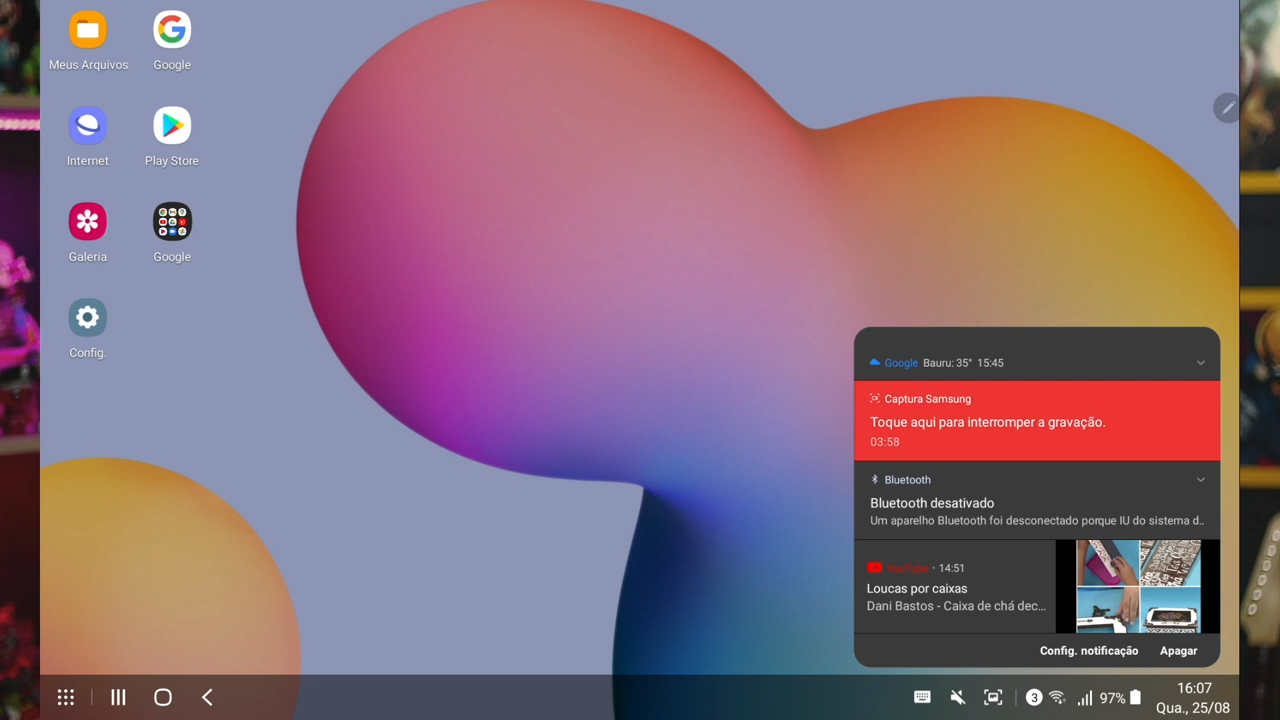 Meus Arquivos
Google
Internet
Play Store
Galeria
Google
Config.
Google Bauru: 35° 15:45
Captura Samsung
Toque aqui para interromper a gravação.
03:58
Bluetooth
Bluetooth desativado
Um aparelho Bluetooth foi desconectado porque IU do sistema d..
YouTube • 14:51
Loucas por caixas
Dani Bastos - Caixa de chá dec...
Config. notificação
Apagar
3
97%
16:07
Qua., 25/08